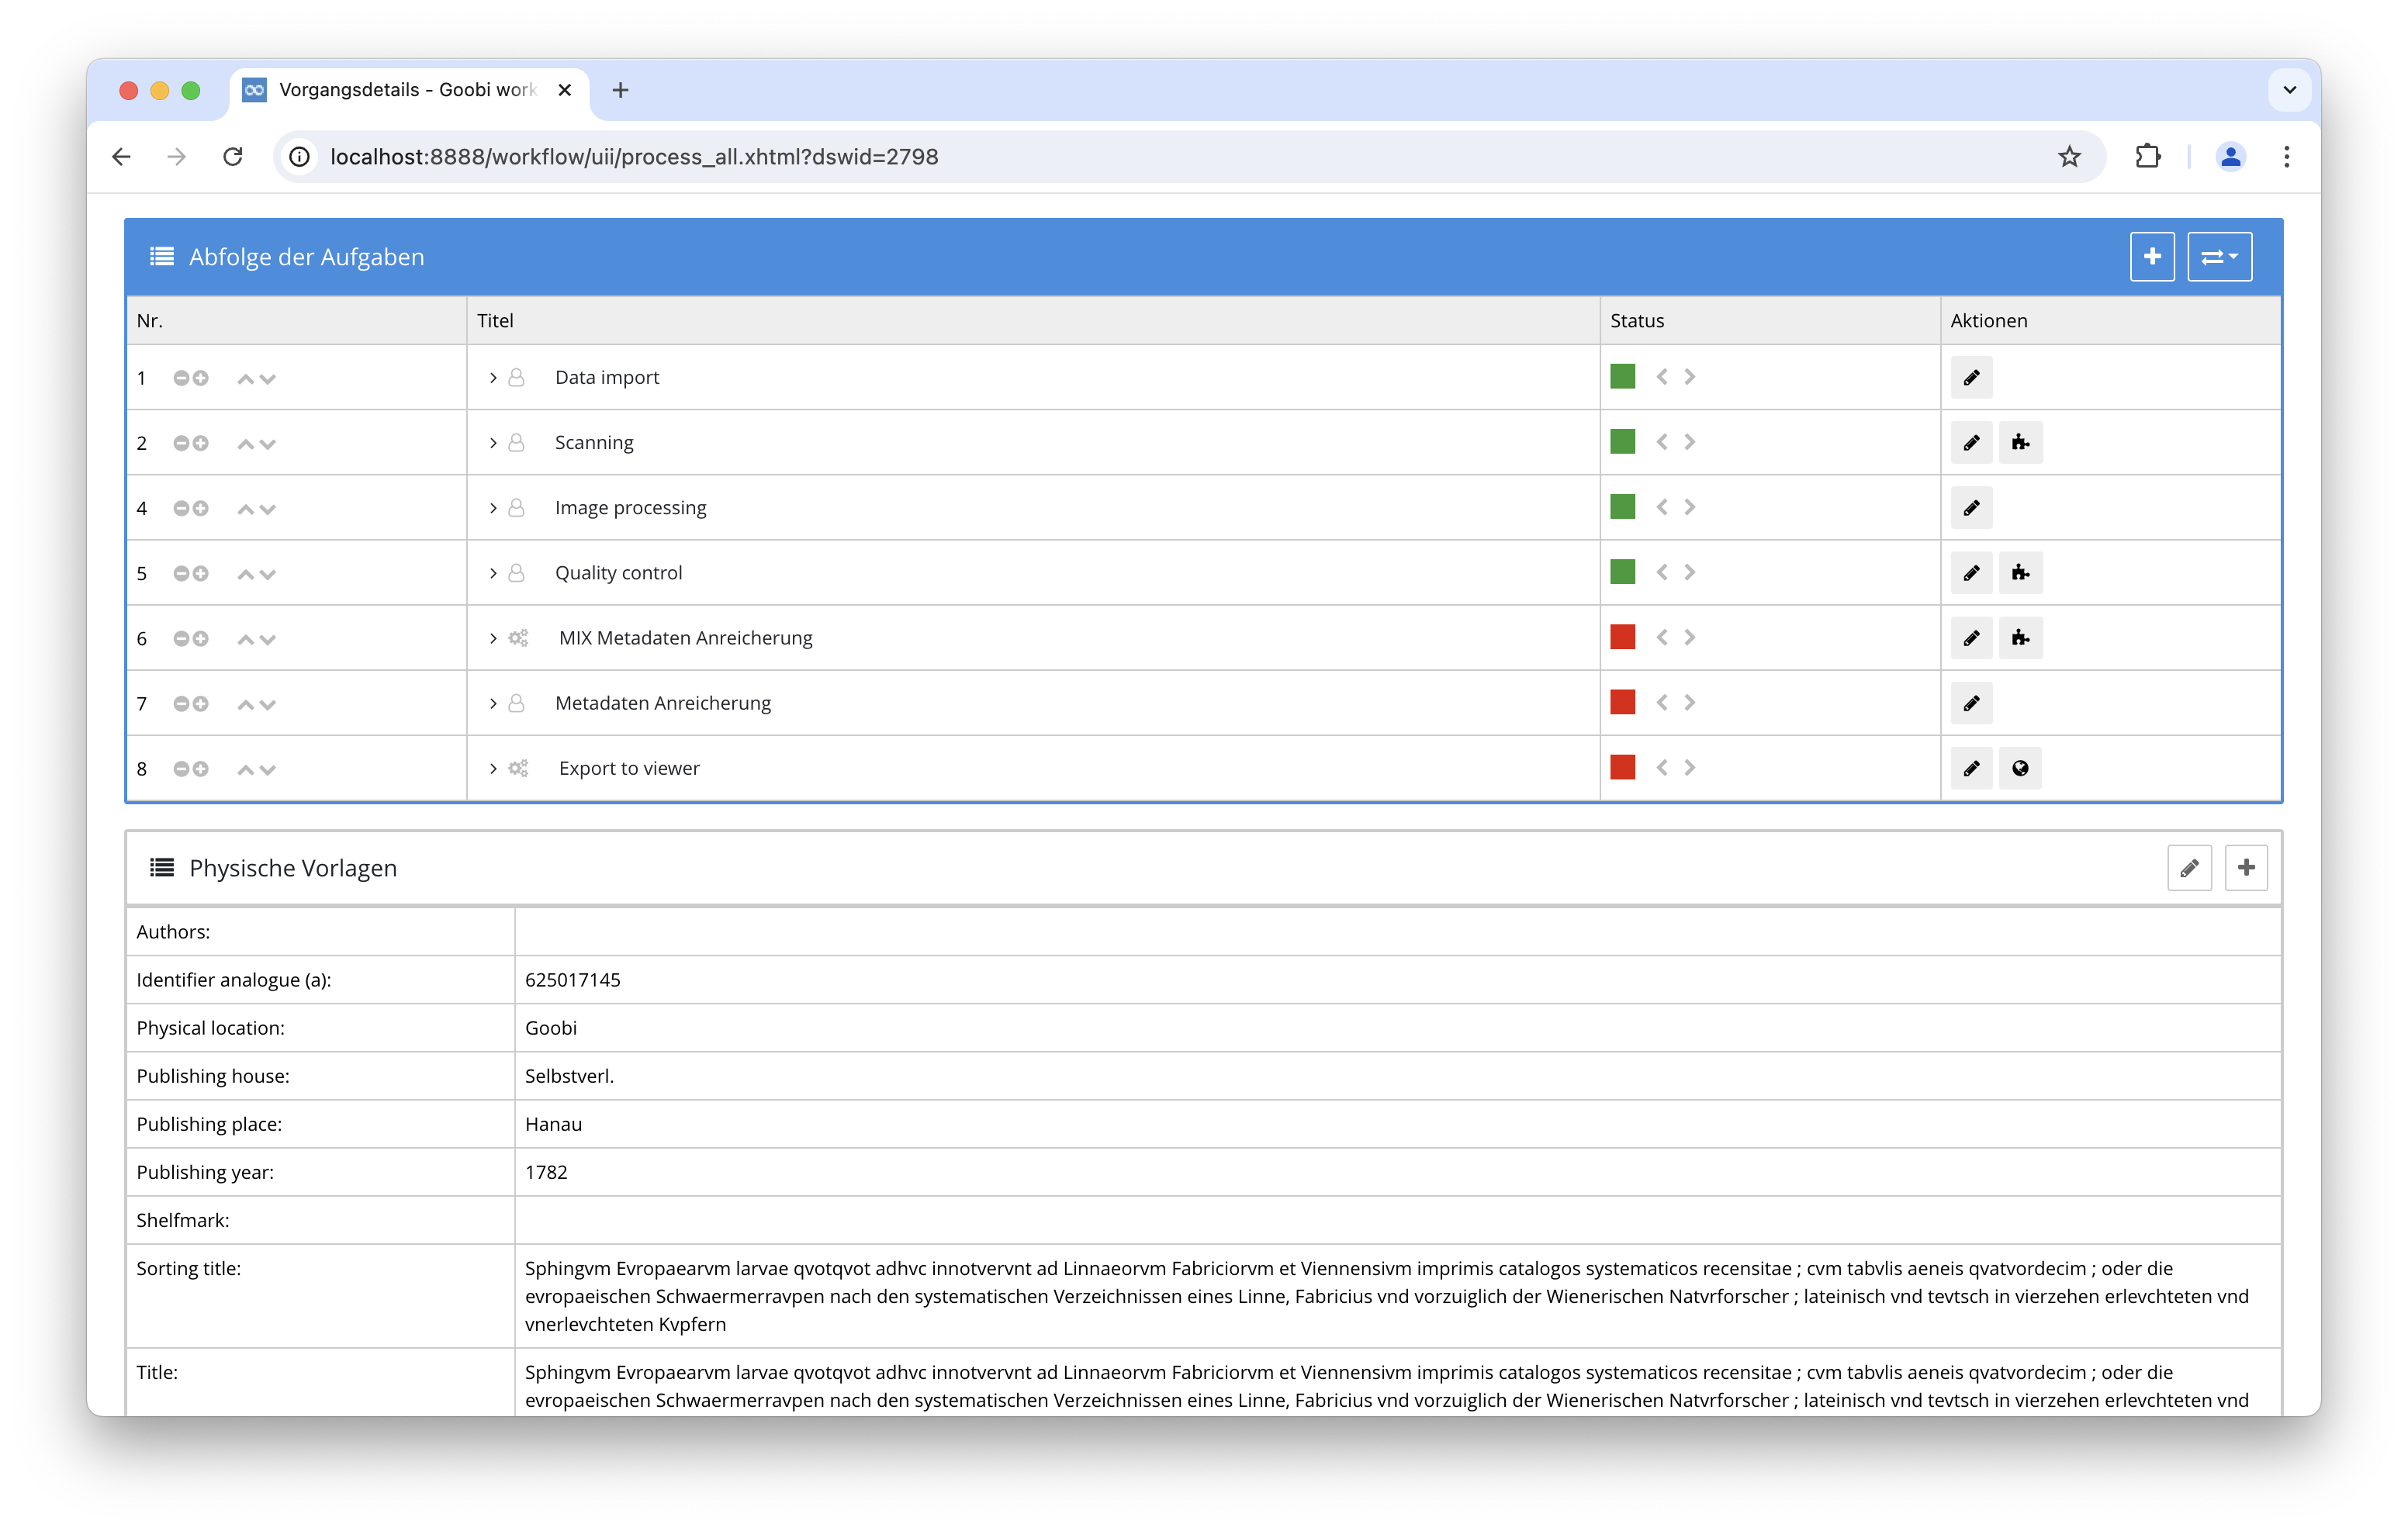 Vorgangsdetails - Goobi work
localhost:8888/workflow/uii/process_all.xhtml?dswid=2798
Abfolge der Aufgaben
Nr. Titel Status Aktionen
1 Data import
2 Scanning
4 Image processing
5 Quality control
6 MIX Metadaten Anreicherung
7 Metadaten Anreicherung
8 Export to viewer
Physische Vorlagen
Authors:
Identifier analogue (a): 625017145
Physical location: Goobi
Publishing house: Selbstverl.
Publishing place: Hanau
Publishing year: 1782
Shelfmark:
Sorting title: Sphingvm Evropaearvm larvae qvotqvot adhvc innotvervnt ad Linnaeorvm Fabriciorvm et Viennensivm imprimis catalogos systematicos recensitae ; cvm tabvlis aeneis qvatvordecim ; oder die
evropaeischen Schwaermerravpen nach den systematischen Verzeichnissen eines Linne, Fabricius vnd vorzuiglich der Wienerischen Natvrforscher ; lateinisch vnd tevtsch in vierzehen erlevchteten vnd
vnerlevchteten Kvpfern
Title: Sphingvm Evropaearvm larvae qvotqvot adhvc innotvervnt ad Linnaeorvm Fabriciorvm et Viennensivm imprimis catalogos systematicos recensitae ; cvm tabvlis aeneis qvatvordecim ; oder die
evropaeischen Schwaermerravpen nach den systematischen Verzeichnissen eines Linne, Fabricius vnd vorzuiglich der Wienerischen Natvrforscher ; lateinisch vnd tevtsch in vierzehen erlevchteten vnd